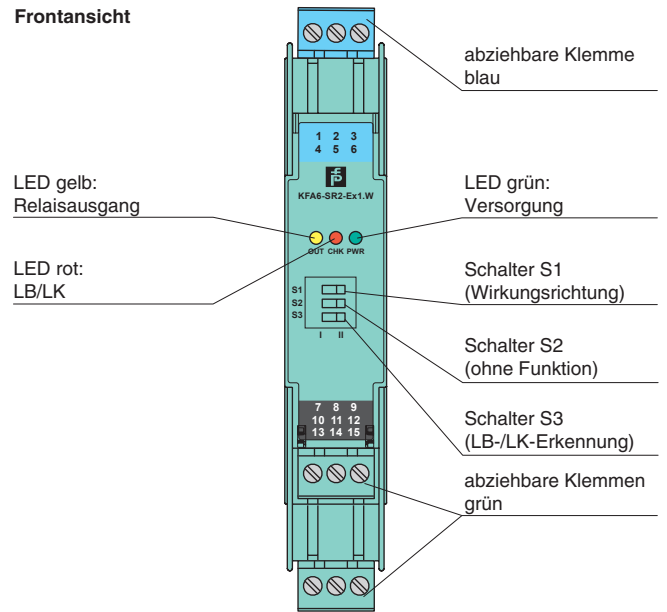 Frontansicht
abziehbare Klemme
blau
1 2 3
4 5 6
KFA6-SR2-Ex1.W
LED gelb:
Relaisausgang
LED grün:
Versorgung
OUT CHK PWR
LED rot:
LB/LK
Schalter S1
(Wirkungsrichtung)
S1
S2
S3
I II
Schalter S2
(ohne Funktion)
7 8 9
10 11 12
13 14 15
Schalter S3
(LB-/LK-Erkennung)
abziehbare Klemmen
grün